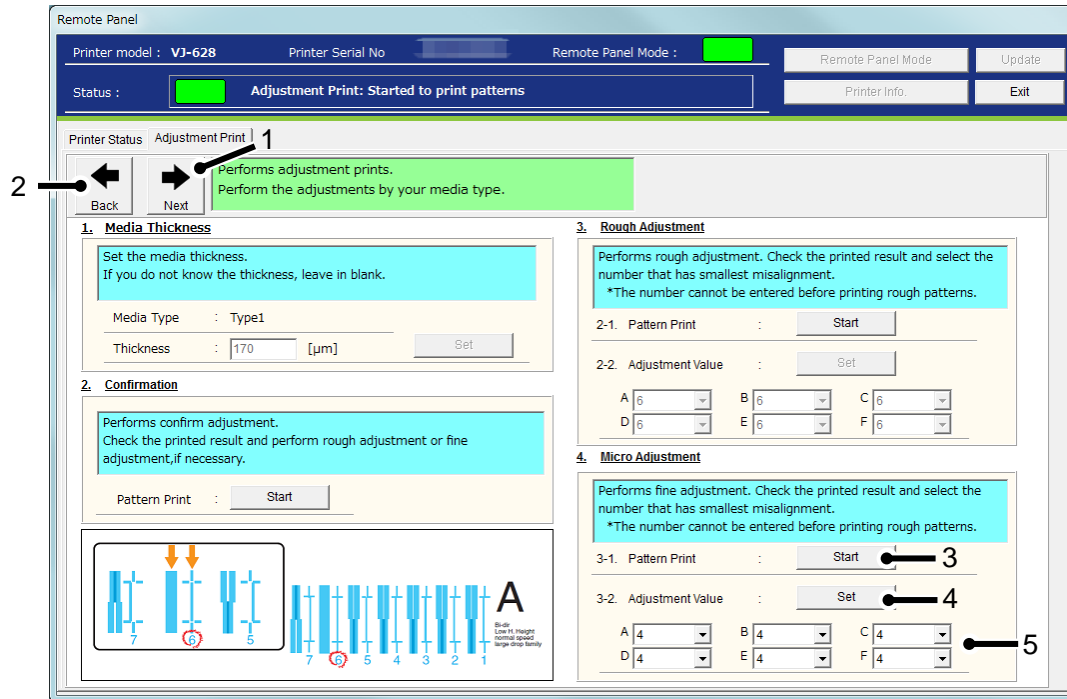 Remote Panel
Printer model : VJ-628 Printer Serial No Remote Panel Mode :
Remote Panel Mode Update
Status : Adjustment Print: Started to print patterns
Printer Info. Exit
Printer Status Adjustment Print 1
2
Back Next
Performs adjustment prints.
Perform the adjustments by your media type.
1. Media Thickness
Set the media thickness.
If you do not know the thickness, leave in blank.
Media Type : Type1
Thickness : 170 [µm] Set
2. Confirmation
Performs confirm adjustment.
Check the printed result and perform rough adjustment or fine
adjustment,if necessary.
Pattern Print : Start
7 6 5
7 6 5 4 3 2 1
A
Bi-dir
Low H, Height
normal speed
large drop family
3. Rough Adjustment
Performs rough adjustment. Check the printed result and select the
number that has smallest misalignment.
*The number cannot be entered before printing rough patterns.
2-1. Pattern Print : Start
2-2. Adjustment Value : Set
A 6 B 6 C 6
D 6 E 6 F 6
4. Micro Adjustment
Performs fine adjustment. Check the printed result and select the
number that has smallest misalignment.
*The number cannot be entered before printing rough patterns.
3-1. Pattern Print : Start 3
3-2. Adjustment Value : Set 4
A 4 B 4 C 4
D 4 E 4 F 4
5